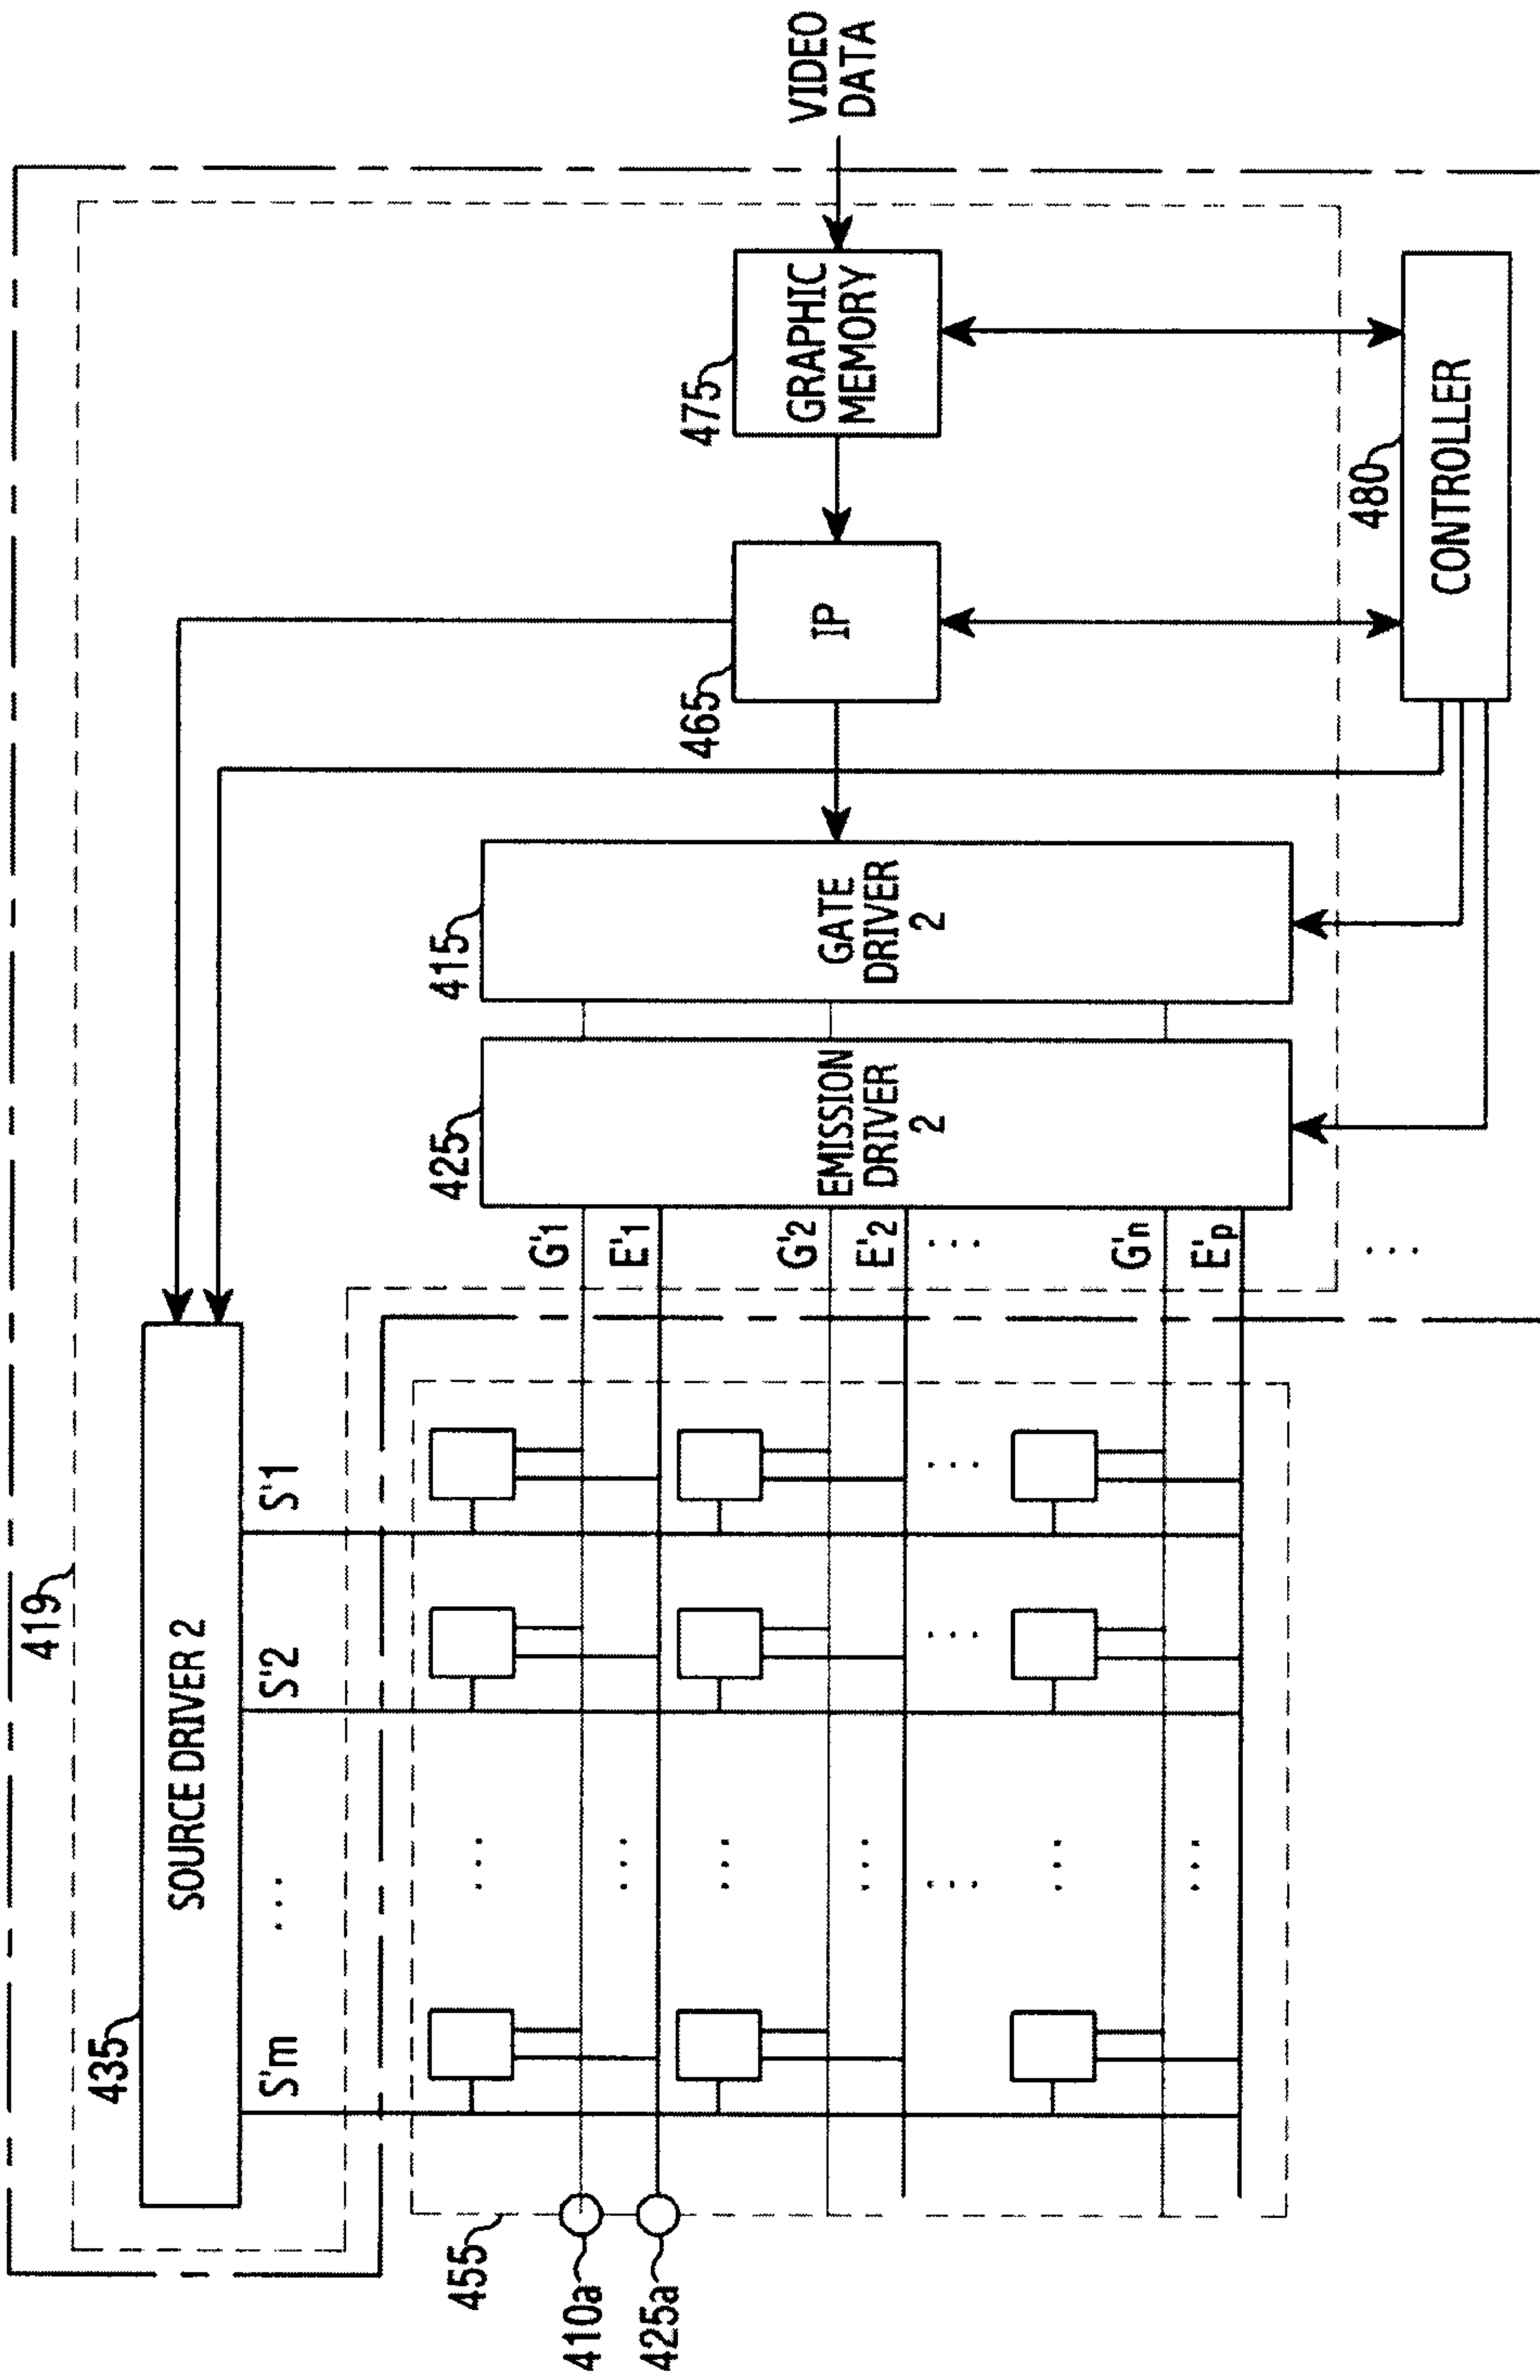 419
435
SOURCE DRIVER 2
S'm
...
S'2
S'1
VIDEO
DATA
475
GRAPHIC
MEMORY
465
IP
415
GATE
DRIVER
2
425
EMISSION
DRIVER
2
G'1
E'1
G'2
E'2
...
G'n
E'p
...
455
410a
425a
...
...
...
...
...
...
...
...
...
480
CONTROLLER